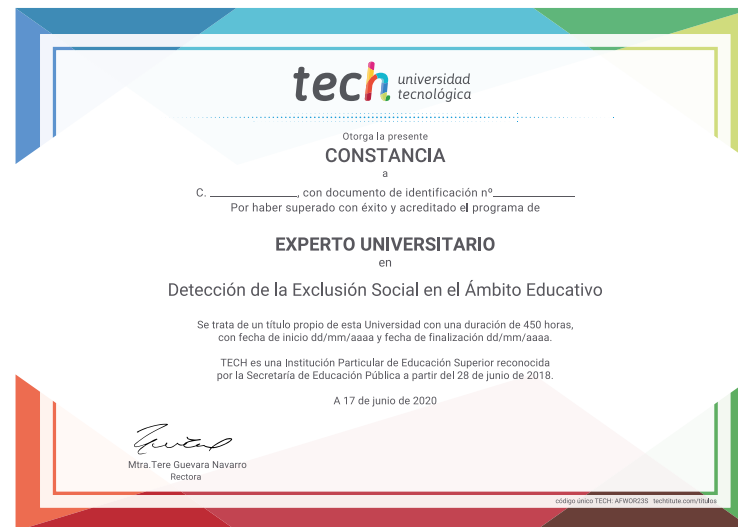 tech universidad
tecnológica
Otorga la presente
CONSTANCIA
a
C. ______________, con documento de identificación nº______________
Por haber superado con éxito y acreditado el programa de
EXPERTO UNIVERSITARIO
en
Detección de la Exclusión Social en el Ámbito Educativo
Se trata de un título propio de esta Universidad con una duración de 450 horas,
con fecha de inicio dd/mm/aaaa y fecha de finalización dd/mm/aaaa.
TECH es una Institución Particular de Educación Superior reconocida
por la Secretaría de Educación Pública a partir del 28 de junio de 2018.
A 17 de junio de 2020
Mtra.Tere Guevara Navarro
Rectora
código único TECH: AFWOR23S techtitute.com/titulos